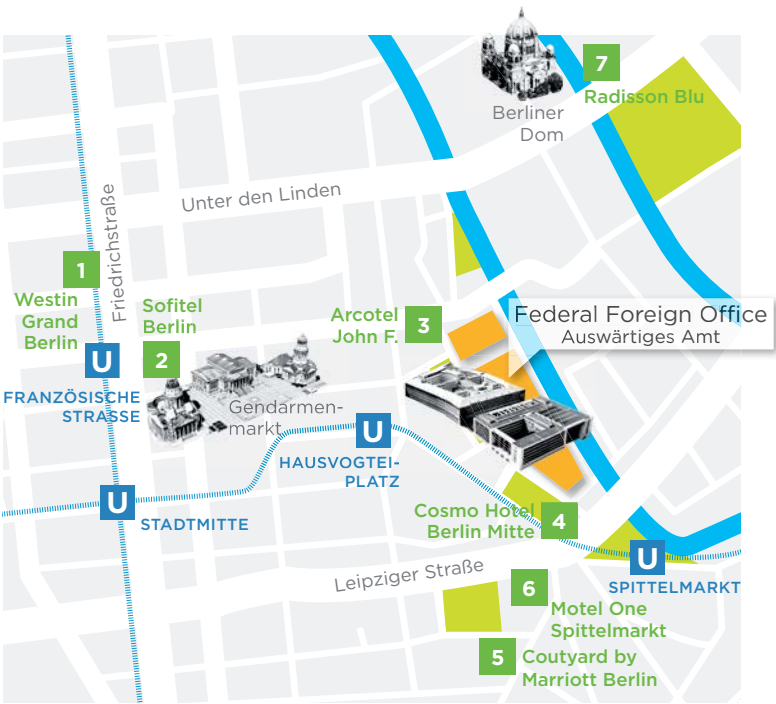 7
Radisson Blu
Berliner
Dom
Unter den Linden
Friedrichstraße
1
Westin
Grand
Berlin
Sofitel
Berlin
2
Arcotel
John F.
3
Federal Foreign Office
Auswärtiges Amt
U
FRANZÖSISCHE
STRASSE
Gendarmen-
markt
U
HAUSVOGTEI-
PLATZ
U
STADTMITTE
Cosmo Hotel
Berlin Mitte
4
U
SPITTELMARKT
Leipziger Straße
6
Motel One
Spittelmarkt
5
Coutyard by
Marriott Berlin